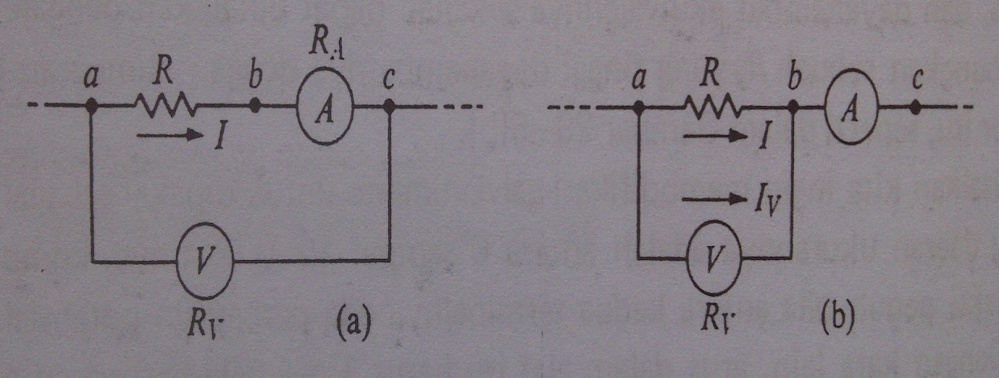 R_A
a R b c
A
I
V
R_V (a)
a R b c
A
I
I_V
V
R_V (b)